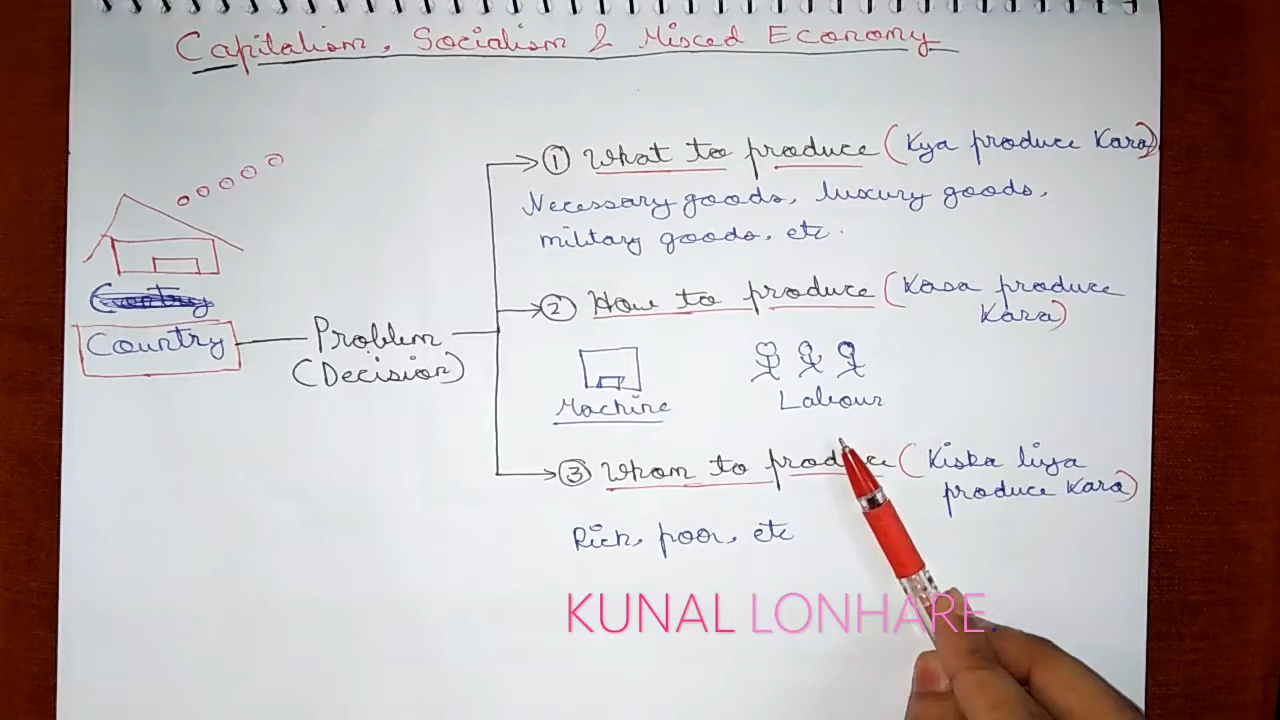 Capitalism, Socialism & Mixced Economy
① What to produce (Kya produce Kara)
Necessary goods, luxury goods,
military goods, etc.
② How to produce (Kasa produce
Kara)
Country
Problem
(Decision)
Machine
Labour
③ Whom to produce (Kiska liya
produce Kara)
Rich, poor, etc
KUNAL LONHARE.